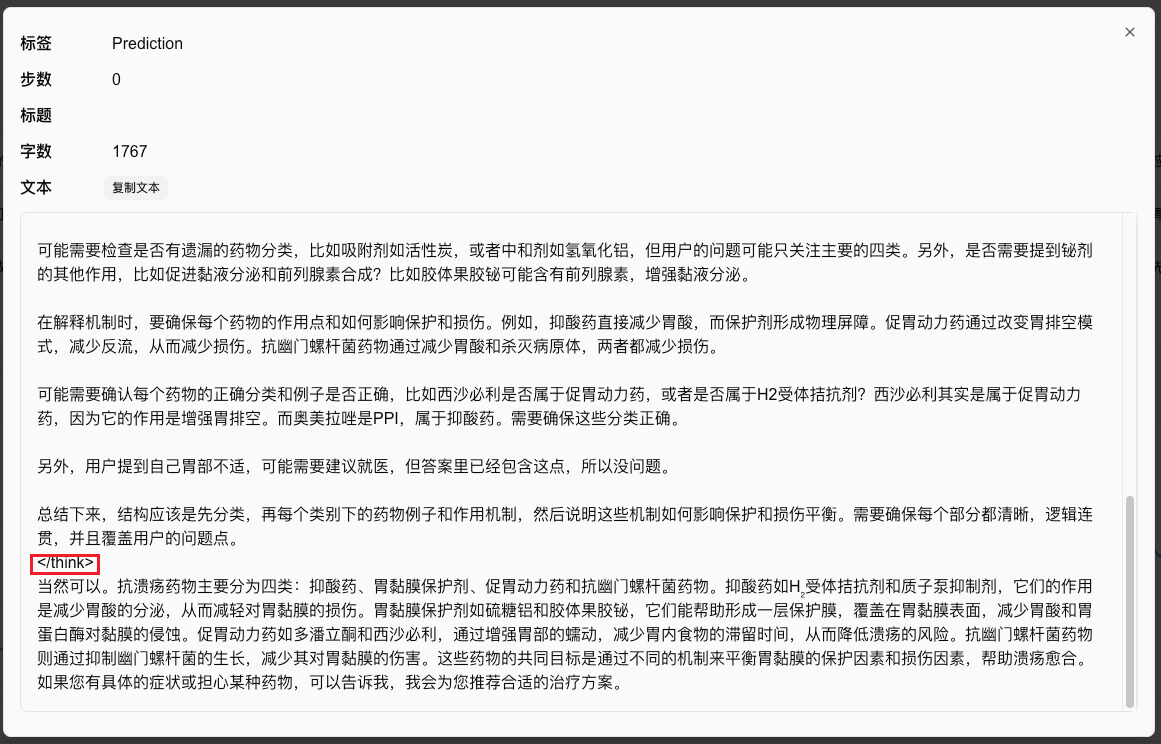 标签 Prediction
步数 0
标题
字数 1767
文本 复制文本
可能需要检查是否有遗漏的药物分类，比如吸附剂如活性炭，或者中和剂如氢氧化铝，但用户的问题可能只关注主要的四类。另外，是否需要提到铋剂
的其他作用，比如促进黏液分泌和前列腺素合成？比如胶体果胶铋可能含有前列腺素，增强黏液分泌。
在解释机制时，要确保每个药物的作用点和如何影响保护和损伤。例如，抑酸药直接减少胃酸，而保护剂形成物理屏障。促胃动力药通过改变胃排空模
式，减少反流，从而减少损伤。抗幽门螺杆菌药物通过减少胃酸和杀灭病原体，两者都减少损伤。
可能需要确认每个药物的正确分类和例子是否正确，比如西沙必利是否属于促胃动力药，或者是否属于H2受体拮抗剂？西沙必利其实是属于促胃动力
药，因为它的作用是增强胃排空。而奥美拉唑是PPI，属于抑酸药。需要确保这些分类正确。
另外，用户提到自己胃部不适，可能需要建议就医，但答案里已经包含这点，所以没问题。
总结下来，结构应该是先分类，再每个类别下的药物例子和作用机制，然后说明这些机制如何影响保护和损伤平衡。需要确保每个部分都清晰，逻辑连
贯，并且覆盖用户的问题点。
</think>
当然可以。抗溃疡药物主要分为四类：抑酸药、胃黏膜保护剂、促胃动力药和抗幽门螺杆菌药物。抑酸药如H₂受体拮抗剂和质子泵抑制剂，它们的作用
是减少胃酸的分泌，从而减轻对胃黏膜的损伤。胃黏膜保护剂如硫糖铝和胶体果胶铋，它们能帮助形成一层保护膜，覆盖在胃黏膜表面，减少胃酸和胃
蛋白酶对黏膜的侵蚀。促胃动力药如多潘立酮和西沙必利，通过增强胃部的蠕动，减少胃内食物的滞留时间，从而降低溃疡的风险。抗幽门螺杆菌药物
则通过抑制幽门螺杆菌的生长，减少其对胃黏膜的伤害。这些药物的共同目标是通过不同的机制来平衡胃黏膜的保护因素和损伤因素，帮助溃疡愈合。
如果您有具体的症状或担心某种药物，可以告诉我，我会为您推荐合适的治疗方案。